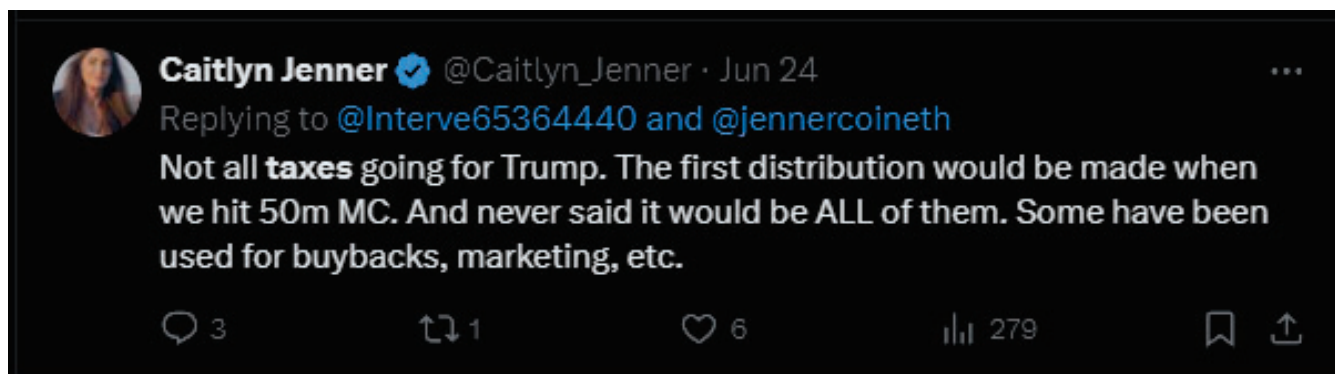 Caitlyn Jenner @Caitlyn_Jenner · Jun 24
Replying to @Interve65364440 and @jennercoineth
Not all taxes going for Trump. The first distribution would be made when
we hit 50m MC. And never said it would be ALL of them. Some have been
used for buybacks, marketing, etc.
3 1 6 279